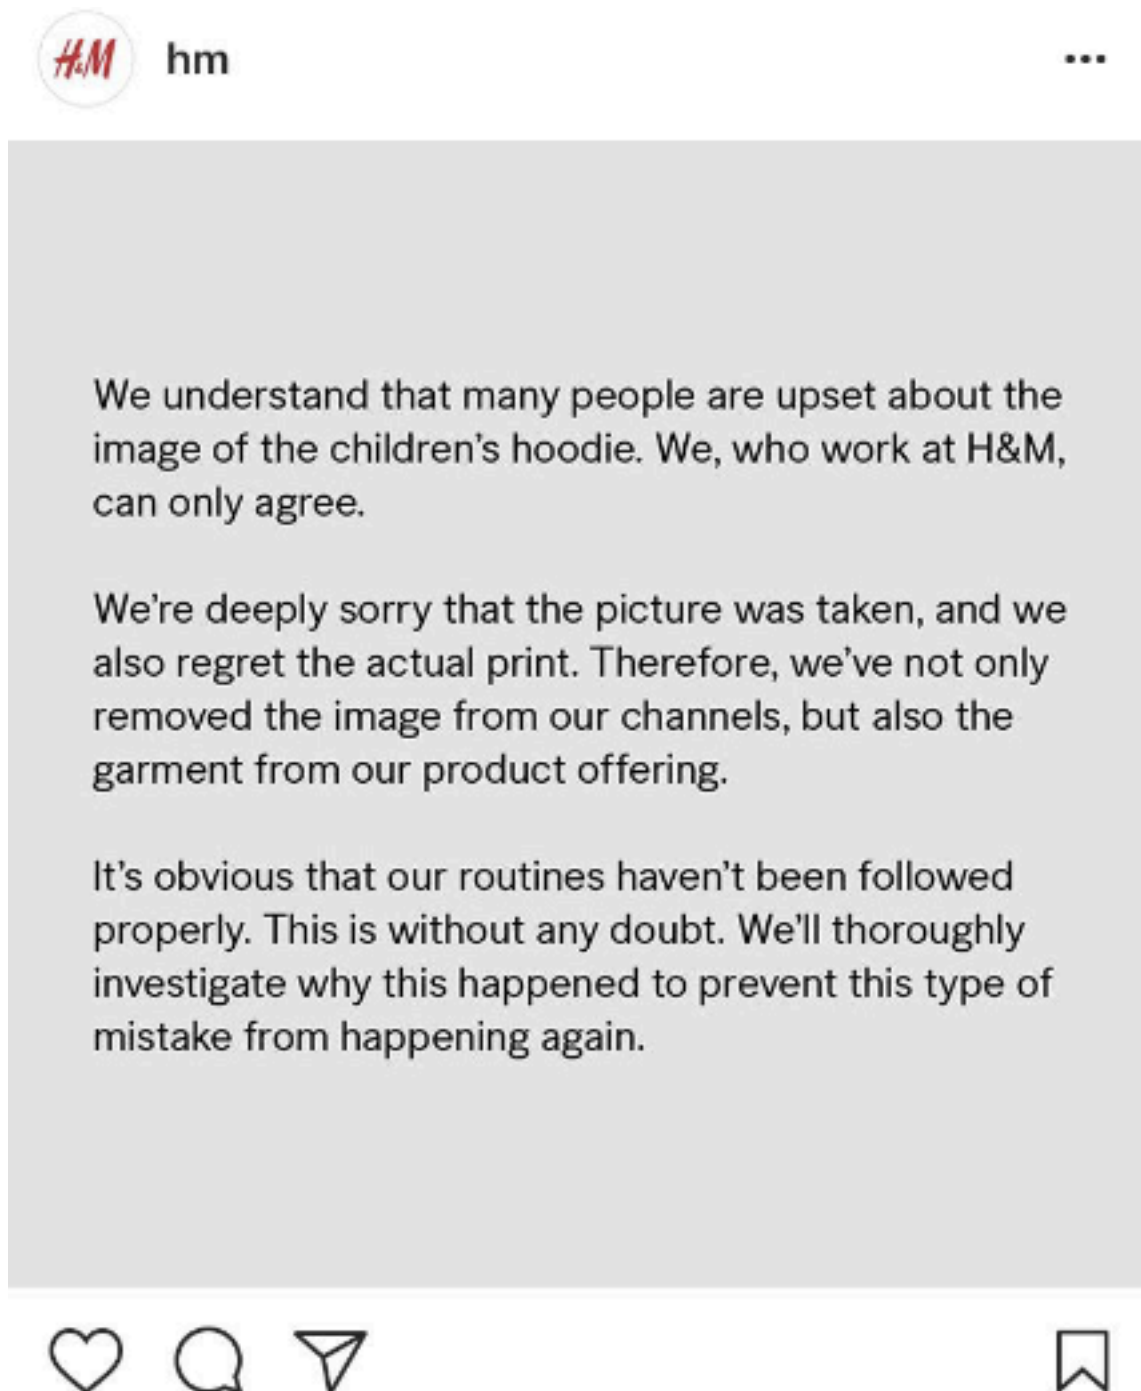 H&M hm
We understand that many people are upset about the
image of the children's hoodie. We, who work at H&M,
can only agree.
We're deeply sorry that the picture was taken, and we
also regret the actual print. Therefore, we've not only
removed the image from our channels, but also the
garment from our product offering.
It's obvious that our routines haven't been followed
properly. This is without any doubt. We'll thoroughly
investigate why this happened to prevent this type of
mistake from happening again.